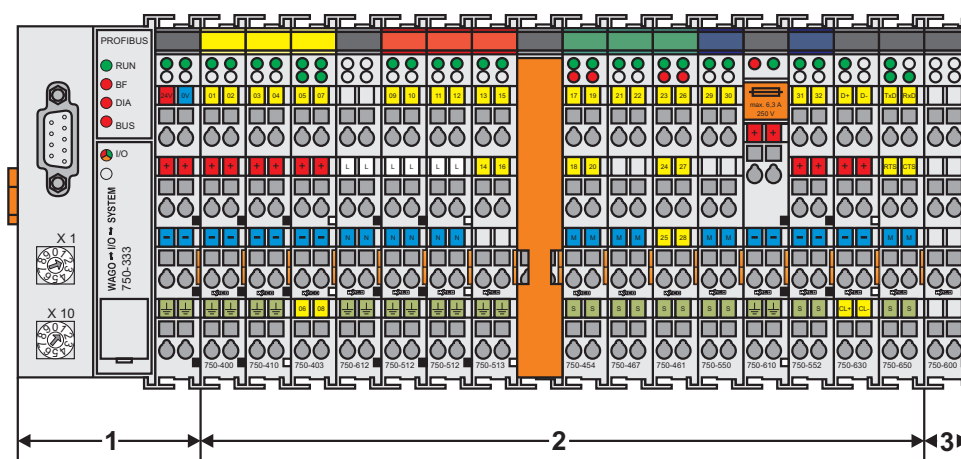 PROFIBUS
RUN
BF
DIA
BUS
I/O
WAGO I/O SYSTEM
750-333
X 1
X 10
24V 0V 01 02 03 04 05 07 09 10 11 12 13 15 17 19 21 22 23 26 29 30 31 32 D+ D- TxD RxD
max. 6,3 A
250 V
+ +
+ + + + + + + + L L L L L L 14 16 18 20 24 27 + + + + RTS CTS
- - - - - - - - N N N N N N M M M M 25 28 M M - - - - - - M M
06 08 S S S S S S S S S S CL+ CL- S S
750-400 750-410 750-403 750-612 750-512 750-512 750-513 750-454 750-467 750-461 750-550 750-610 750-552 750-630 750-650 750-600
1 2 3